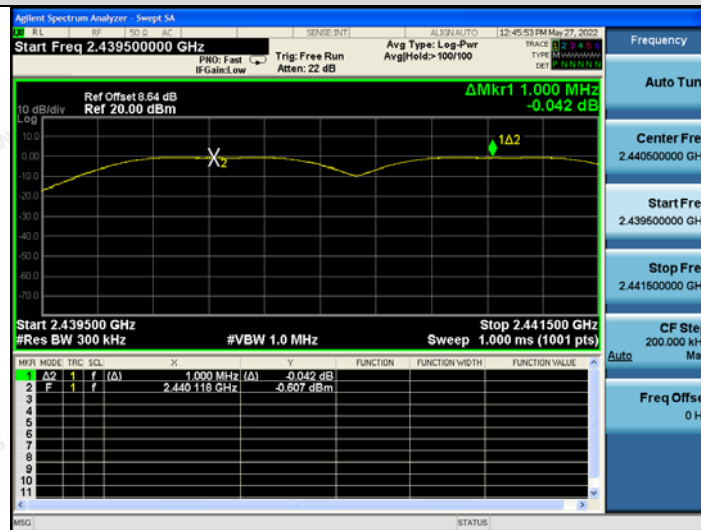 Agilent Spectrum Analyzer - Swept SA
RL RF 50 Ω AC SENSE:INT ALIGN AUTO 12:45:53 PM May 27, 2022
Start Freq 2.439500000 GHz
PNO: Fast
IFGain:Low
Trig: Free Run
Atten: 22 dB
Avg Type: Log-Pwr
Avg|Hold:> 100/100
TRACE 1 2 3 4 5 6
TYPE MWWWWW
DET P N N N N N
Ref Offset 8.64 dB
10 dB/div Ref 20.00 dBm
Log
ΔMkr1 1.000 MHz
-0.042 dB
10.0
0.00
-10.0
-20.0
-30.0
-40.0
-50.0
-60.0
-70.0
2
1Δ2
Start 2.439500 GHz Stop 2.441500 GHz
#Res BW 300 kHz #VBW 1.0 MHz Sweep 1.000 ms (1001 pts)
MKR MODE TRC SCL X Y FUNCTION FUNCTION WIDTH FUNCTION VALUE
1 Δ2 1 f (Δ) 1.000 MHz (Δ) -0.042 dB
2 F 1 f 2.440 118 GHz -0.607 dBm
3
4
5
6
7
8
9
10
11
MSG STATUS
Frequency
Auto Tun
Center Fre
2.440500000 GH
Start Fre
2.439500000 GH
Stop Fre
2.441500000 GH
CF Ste
200.000 kH
Auto Ma
Freq Offse
0 H